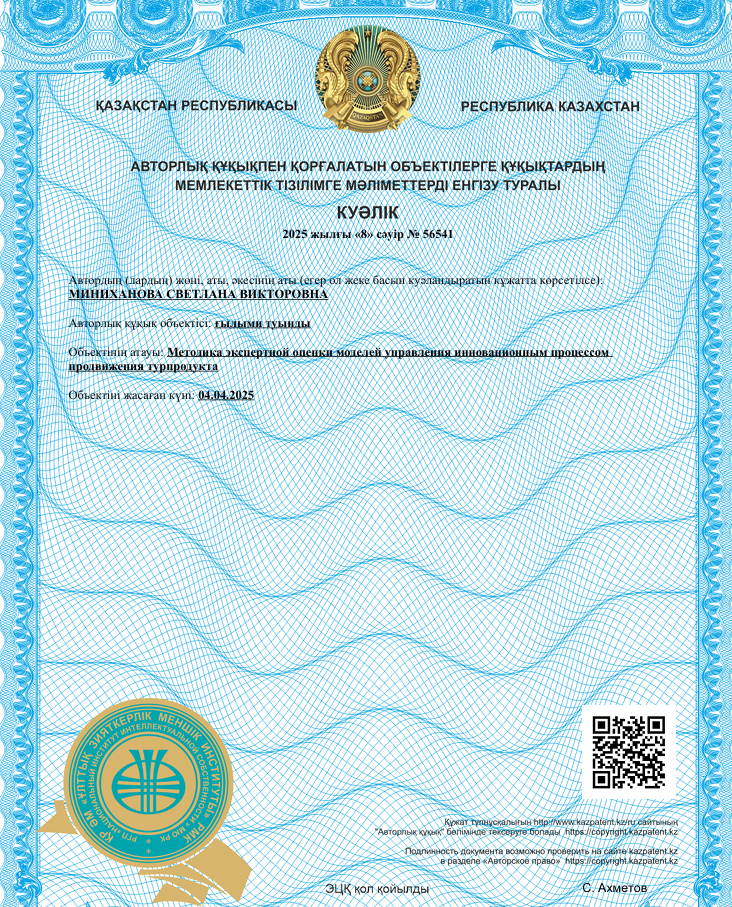 ҚАЗАҚСТАН РЕСПУБЛИКАСЫ
РЕСПУБЛИКА КАЗАХСТАН
QAZAQSTAN
АВТОРЛЫҚ ҚҰҚЫҚПЕН ҚОРҒАЛАТЫН ОБЪЕКТІЛЕРГЕ ҚҰҚЫҚТАРДЫҢ
МЕМЛЕКЕТТІК ТІЗІЛІМГЕ МӘЛІМЕТТЕРДІ ЕНГІЗУ ТУРАЛЫ
КУӘЛІК
2025 жылғы «8» сәуір № 56541
Автордың (лардың) жөні, аты, әкесінің аты (егер ол жеке басын куәландыратын құжатта көрсетілсе):
МИНИХАНОВА СВЕТЛАНА ВИКТОРОВНА
Авторлық құқық объектісі: ғылыми туынды
Объектінің атауы: Методика экспертной оценки моделей управления инновационным процессом
продвижения турпродукта
Объектіні жасаған күні: 04.04.2025
ҚР ӘМ «ҰЛТТЫҚ ЗИЯТКЕРЛІК МЕНШІК ИНСТИТУТЫ» РМК
РГП «НАЦИОНАЛЬНЫЙ ИНСТИТУТ ИНТЕЛЛЕКТУАЛЬНОЙ СОБСТВЕННОСТИ» МЮ РК
Құжат түпнұсқалығын http://www.kazpatent.kz/ru сайтының
"Авторлық құқық" бөлімінде тексеруге болады https://copyright.kazpatent.kz
Подлинность документа возможно проверить на сайте kazpatent.kz
в разделе «Авторское право» https://copyright.kazpatent.kz
ЭЦҚ қол қойылды
С. Ахметов